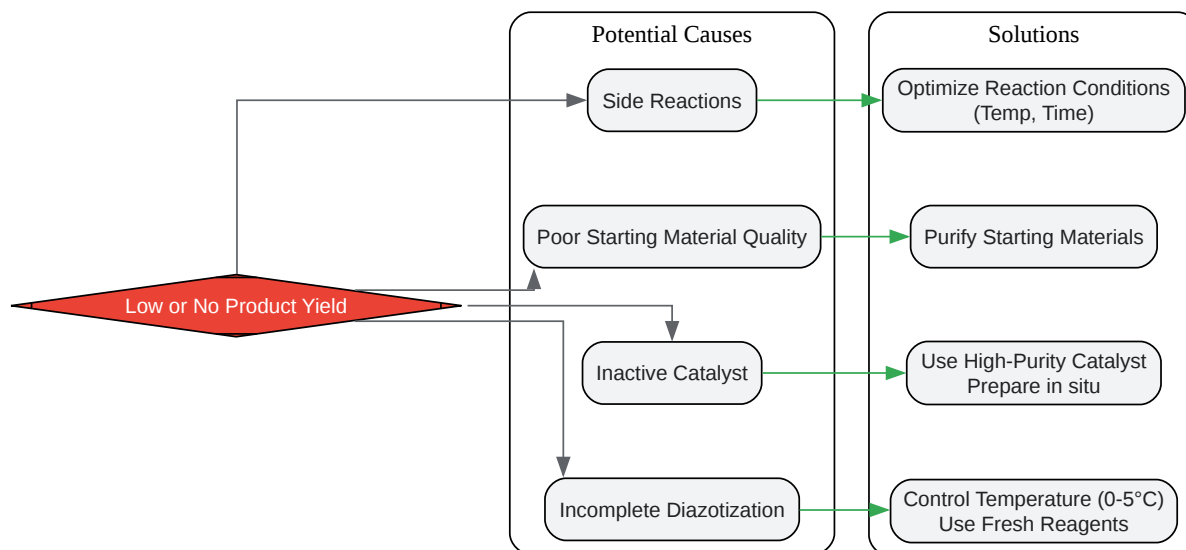 Potential Causes
Solutions
Side Reactions
Optimize Reaction Conditions
(Temp, Time)
Poor Starting Material Quality
Purify Starting Materials
Low or No Product Yield
Inactive Catalyst
Use High-Purity Catalyst
Prepare in situ
Incomplete Diazotization
Control Temperature (0-5°C)
Use Fresh Reagents